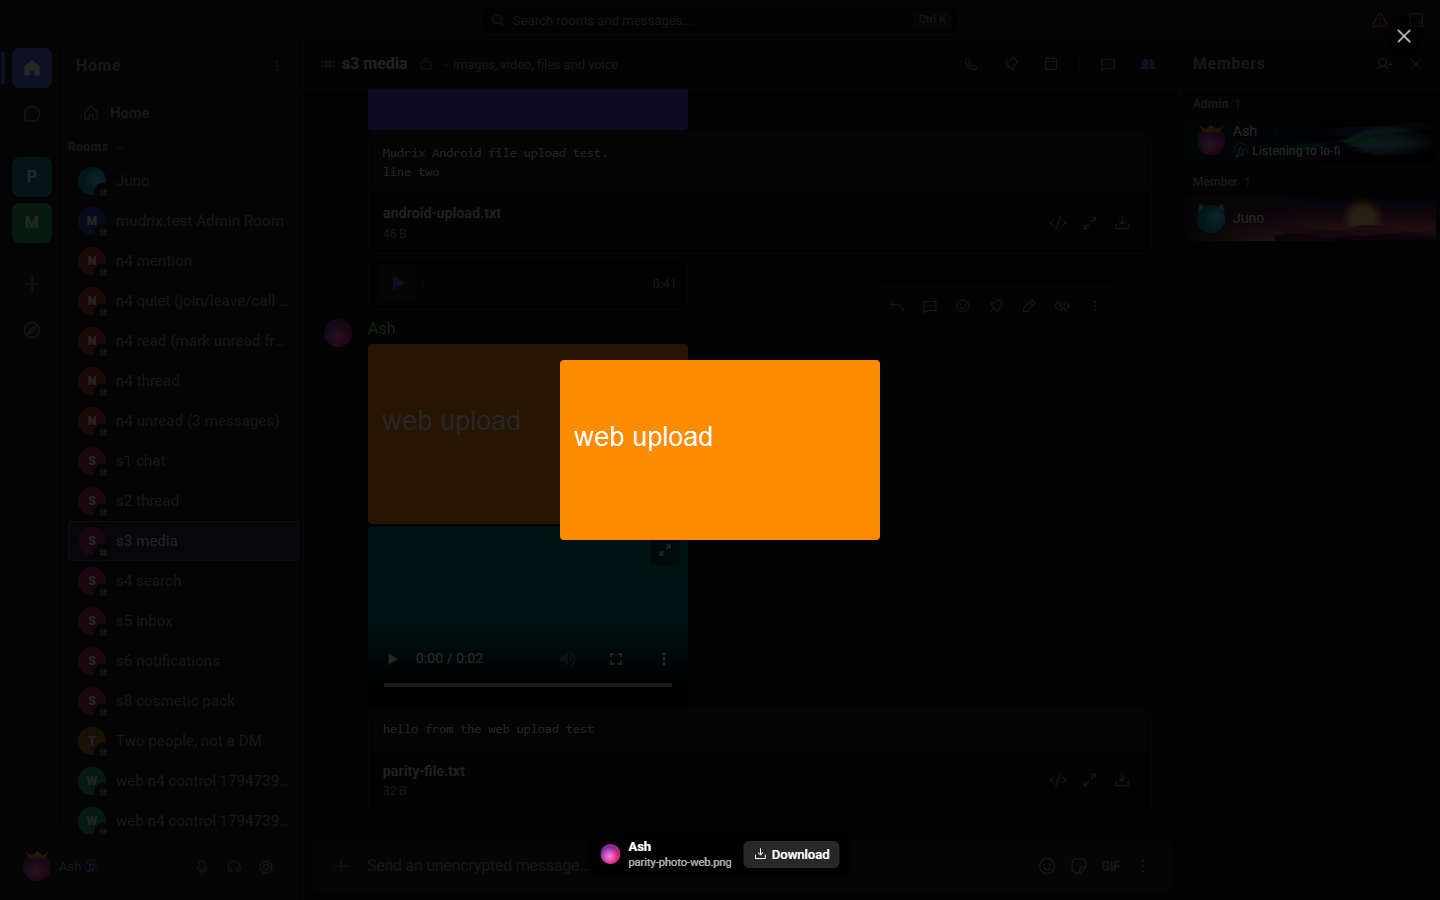 Search rooms and messages...
Ctrl K
Home
s3 media
· Images, video, files and voice
Members
Home
Rooms
P
M
Juno
M mudrix.test Admin Room
N n4 mention
N n4 quiet (join/leave/call ...
N n4 read (mark unread fr...
N n4 thread
N n4 unread (3 messages)
S s1 chat
S s2 thread
S s3 media
S s4 search
S s5 inbox
S s6 notifications
S s8 cosmetic pack
T Two people, not a DM
W web n4 control 1794739...
W web n4 control 1794739...
Ash
Mudrix Android file upload test.
line two
android-upload.txt
46 B
0:41
Ash
web upload
web upload
0:00 / 0:02
hello from the web upload test
parity-file.txt
32 B
Send an unencrypted message...
GIF
Ash
parity-photo-web.png
Download
Admin 1
Ash
Listening to lo-fi
Member 1
Juno